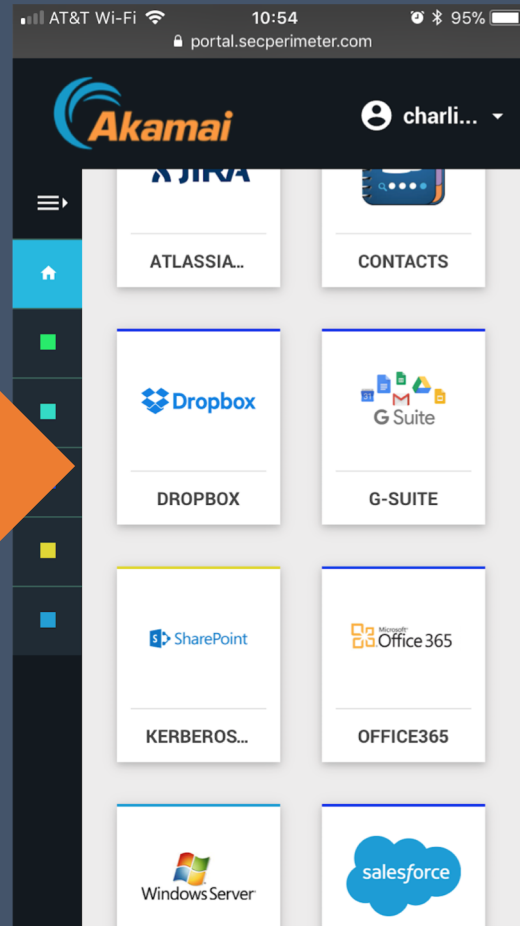 AT&T Wi-Fi 10:54 95%
portal.secperimeter.com
Akamai charli...
JIRA
ATLASSIA... CONTACTS
Dropbox G Suite
DROPBOX G-SUITE
SharePoint Microsoft Office 365
KERBEROS... OFFICE365
Windows Server salesforce